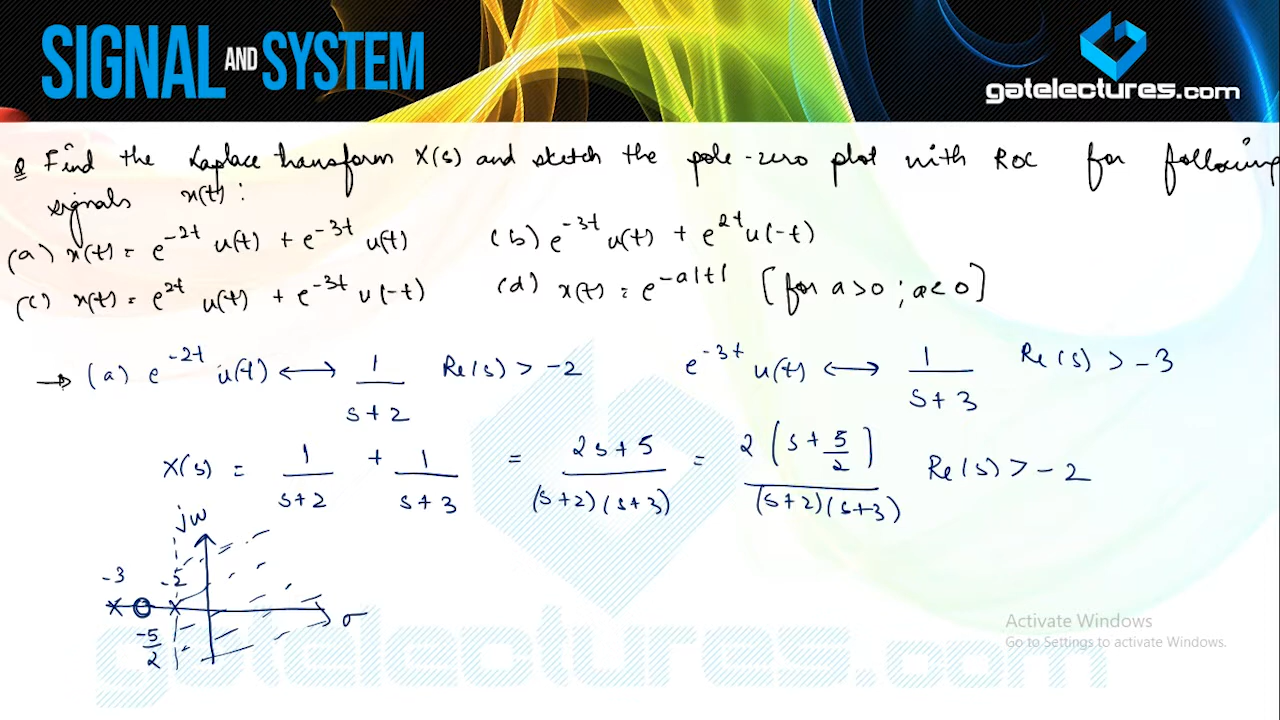 SIGNAL AND SYSTEM
gatelectures.com
Q Find the Laplace transform X(s) and sketch the pole-zero plot with ROC for following
signals x(t):
(a) x(t) = e^{-2t} u(t) + e^{-3t} u(t) (b) e^{-3t} u(t) + e^{2t} u(-t)
(c) x(t) = e^{2t} u(t) + e^{-3t} u(-t) (d) x(t) = e^{-a|t|} [for a>0 ; a<0]
→ (a) e^{-2t} u(t) ↔ 1/(s+2) Re(s) > -2 e^{-3t} u(t) ↔ 1/(s+3) Re(s) > -3
X(s) = 1/(s+2) + 1/(s+3) = (2s+5)/((s+2)(s+3)) = 2(s+5/2)/((s+2)(s+3)) Re(s) > -2
jω
-3 -2
σ
-5/2
Activate Windows
Go to Settings to activate Windows.
gatelectures.com